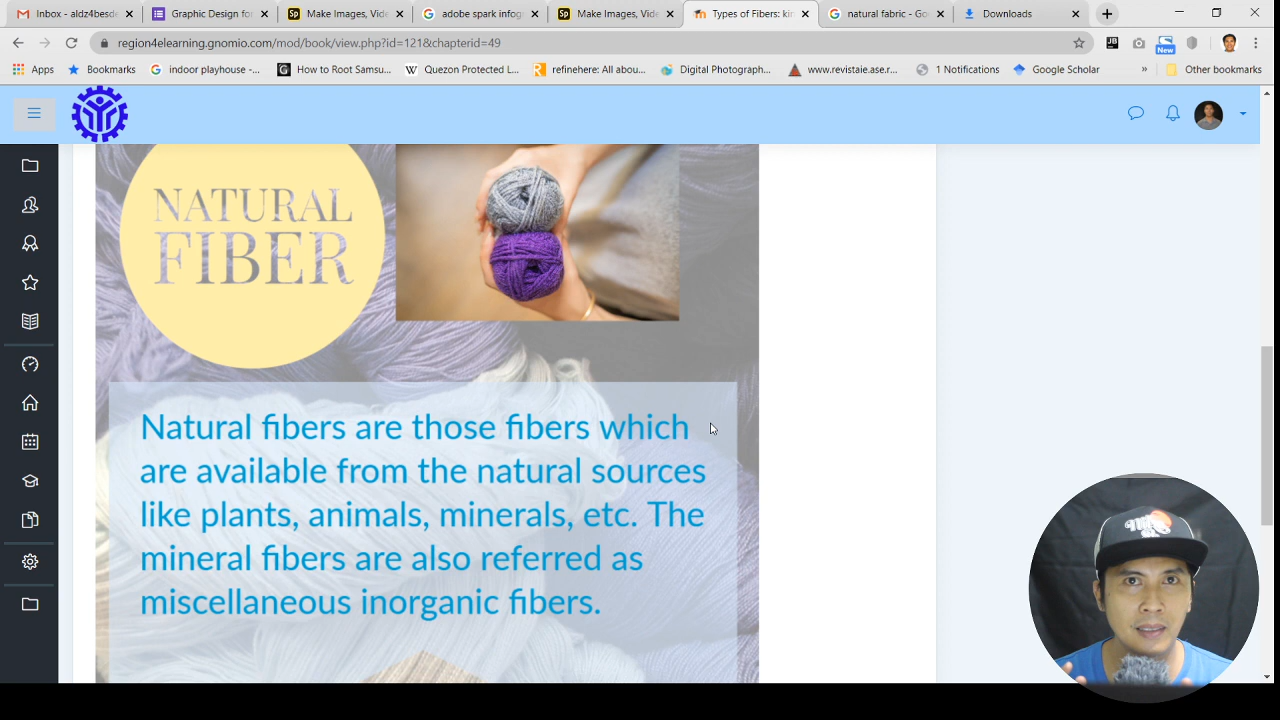 Inbox - aldz4besde
Graphic Design fo
Make Images, Vide
adobe spark infog
Make Images, Vide
Types of Fibers: kin
natural fabric - Go
Downloads
region4elearning.gnomio.com/mod/book/view.php?id=121&chapterid=49
Apps
Bookmarks
indoor playhouse -...
How to Root Samsu...
Quezon Protected L...
refinehere: All abou...
Digital Photograph...
www.revistaie.ase.r...
1 Notifications
Google Scholar
»
Other bookmarks
New
NATURAL
FIBER
Natural fibers are those fibers which
are available from the natural sources
like plants, animals, minerals, etc. The
mineral fibers are also referred as
miscellaneous inorganic fibers.